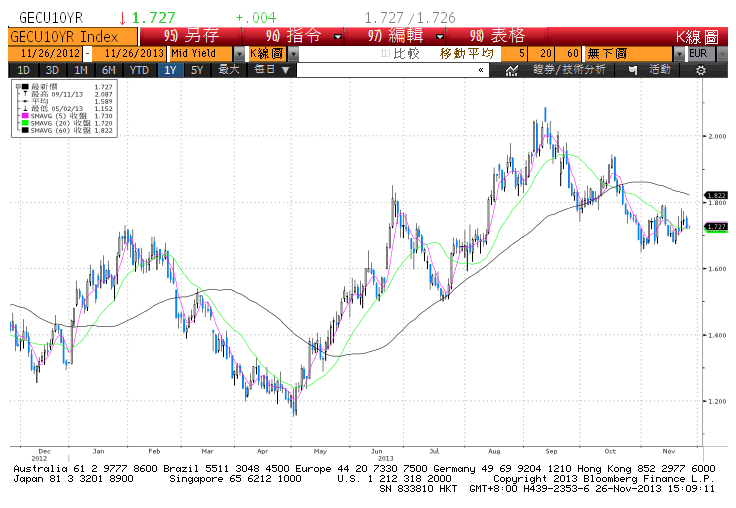 GECU10YR ↓ 1.727 +.004 1.727 /1.726
GECU10YR Index 95) 另存 96) 指令 97) 編輯 98) 表格 K線圖
11/26/2012 - 11/26/2013 Mid Yield K線圖 比較 移動平均 5 20 60 無下圖 EUR
1D 3D 1M 6M YTD 1Y 5Y 最大 每日 ▼ « 證券/技術分析 活動
最新價 1.727
最高 09/11/13 2.087
平均 1.589
最低 05/02/13 1.152
SMAVG (5) 收盤 1.730
SMAVG (20) 收盤 1.720
SMAVG (60) 收盤 1.822
2.000
1.822
1.800
1.727
1.600
1.400
1.200
Dec Jan Feb Mar Apr May Jun Jul Aug Sep Oct Nov
2012 2013
Australia 61 2 9777 8600 Brazil 5511 3048 4500 Europe 44 20 7330 7500 Germany 49 69 9204 1210 Hong Kong 852 2977 6000
Japan 81 3 3201 8900 Singapore 65 6212 1000 U.S. 1 212 318 2000 Copyright 2013 Bloomberg Finance L.P.
SN 833810 HKT GMT+8:00 H439-2353-6 26-Nov-2013 15:09:11